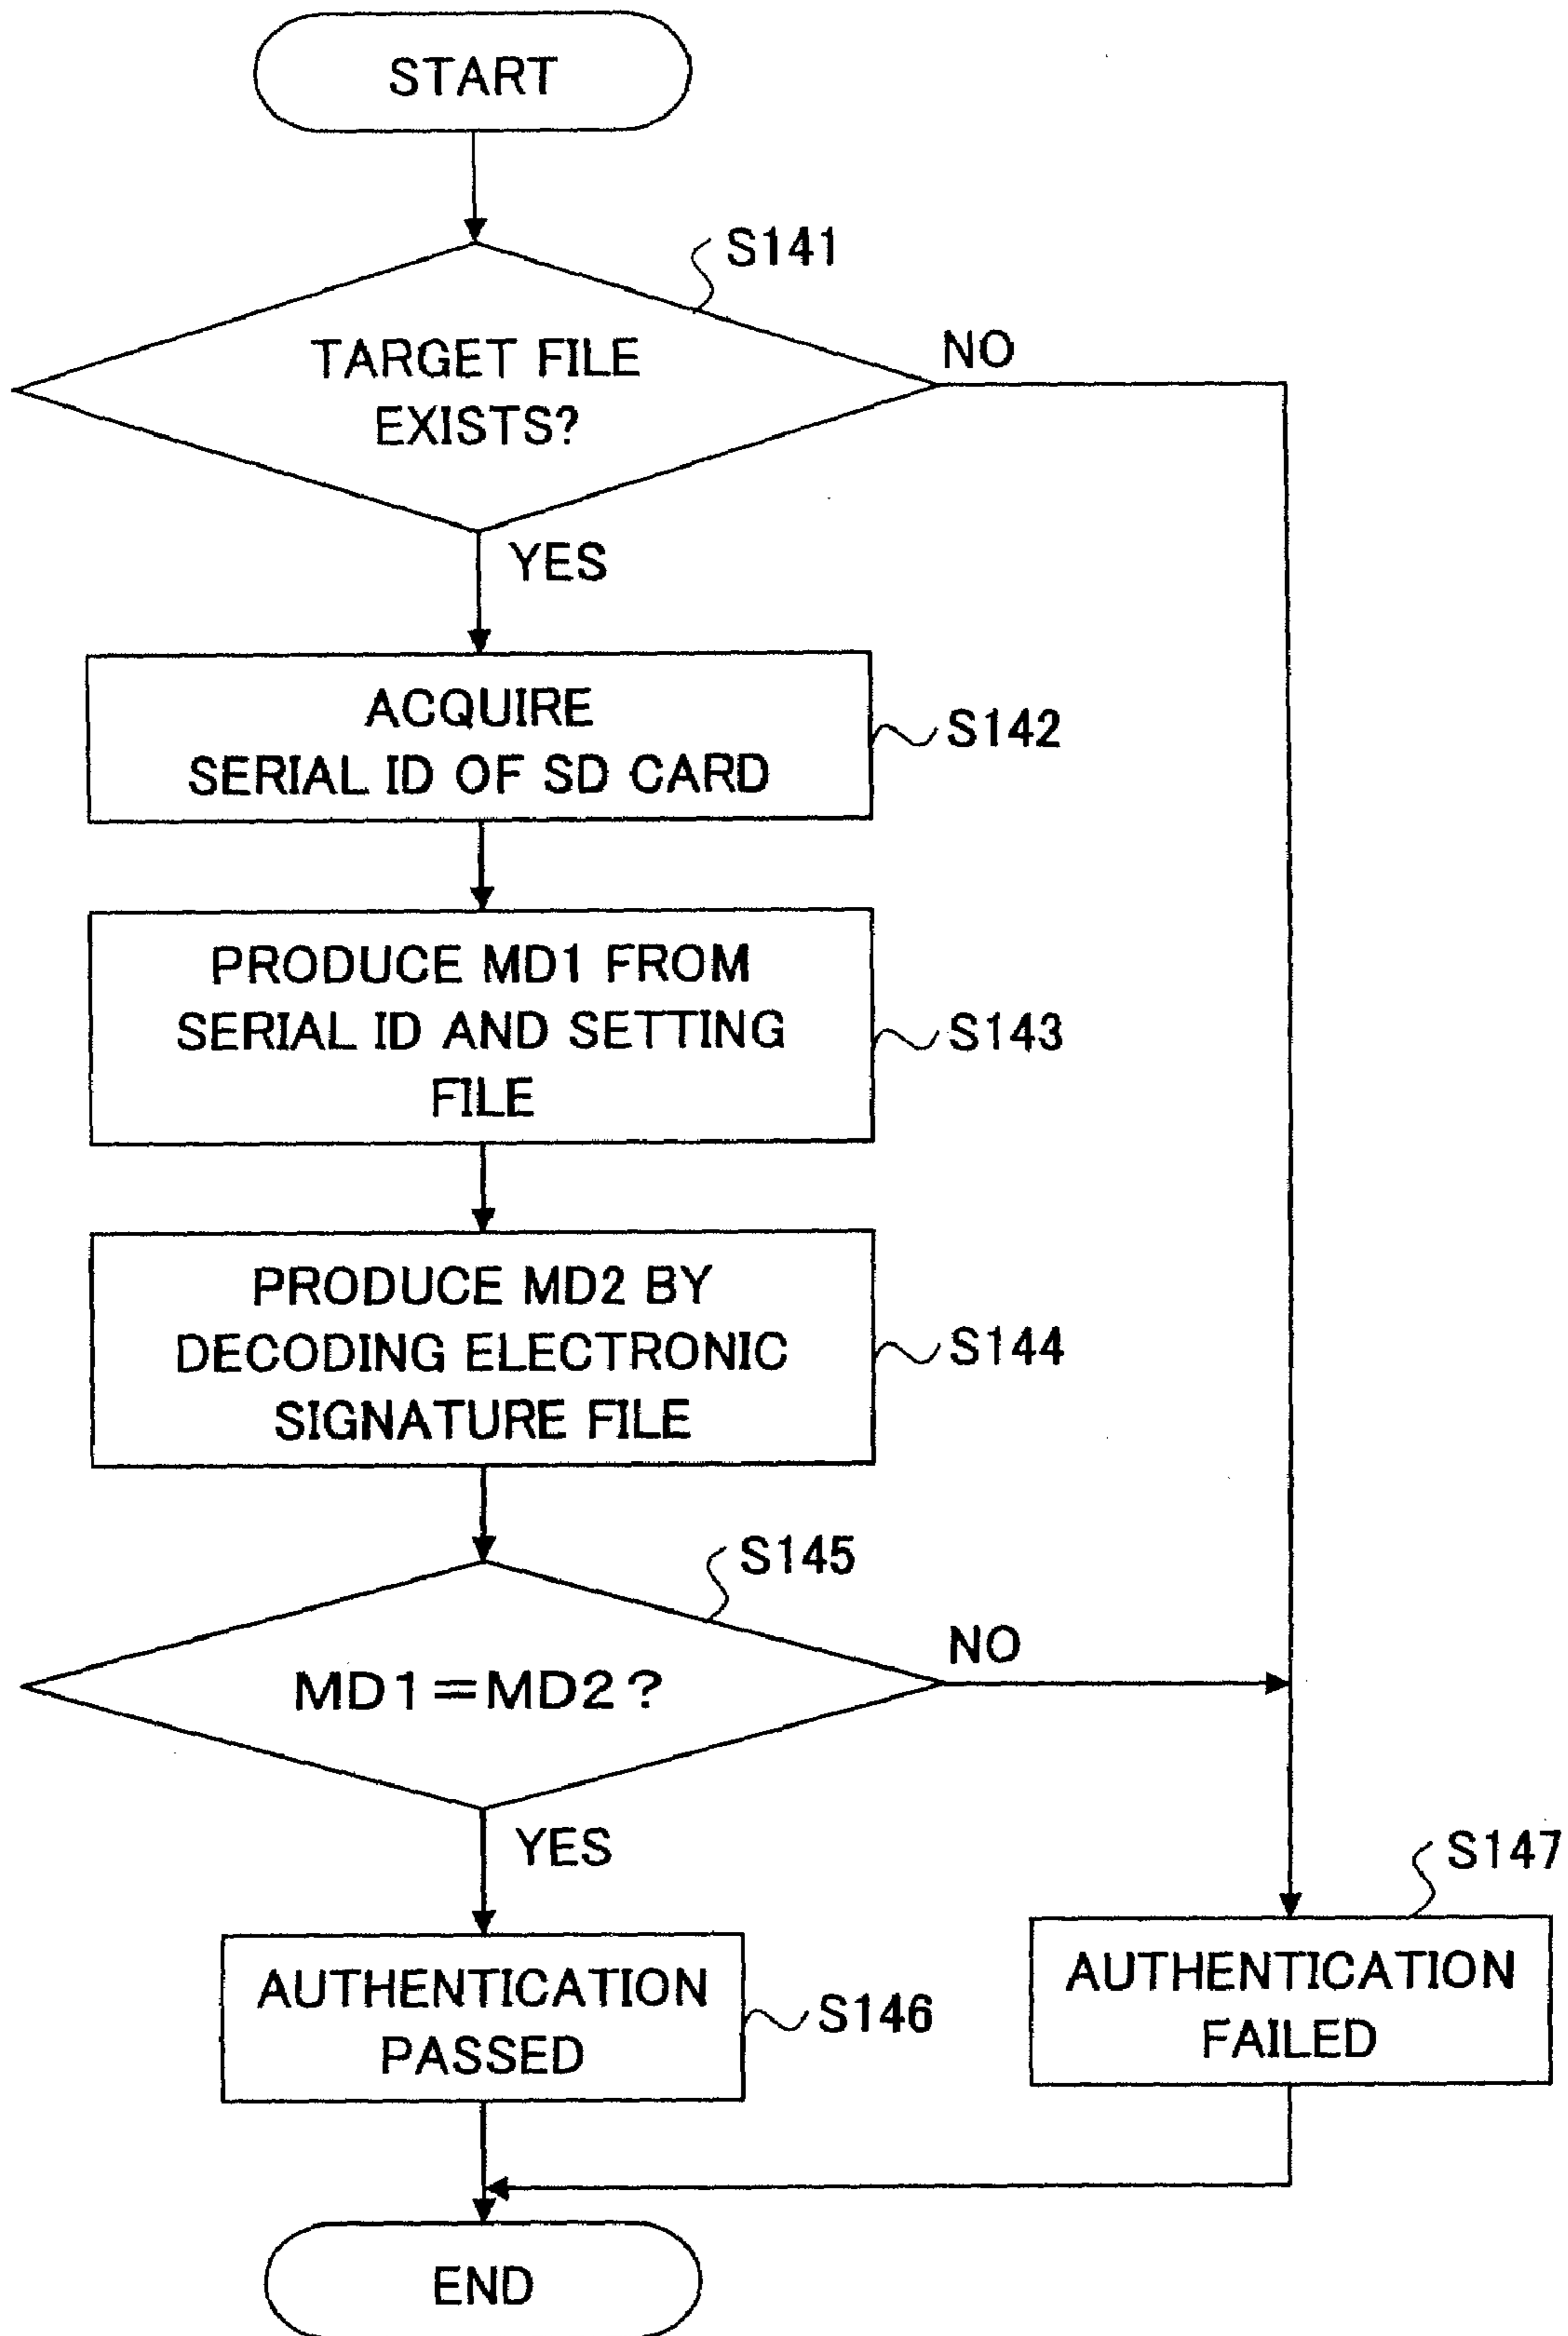 START
S141
TARGET FILE
EXISTS?
NO
YES
ACQUIRE
SERIAL ID OF SD CARD
S142
PRODUCE MD1 FROM
SERIAL ID AND SETTING
FILE
S143
PRODUCE MD2 BY
DECODING ELECTRONIC
SIGNATURE FILE
S144
S145
MD1=MD2?
NO
YES
S147
AUTHENTICATION
PASSED
S146
AUTHENTICATION
FAILED
END